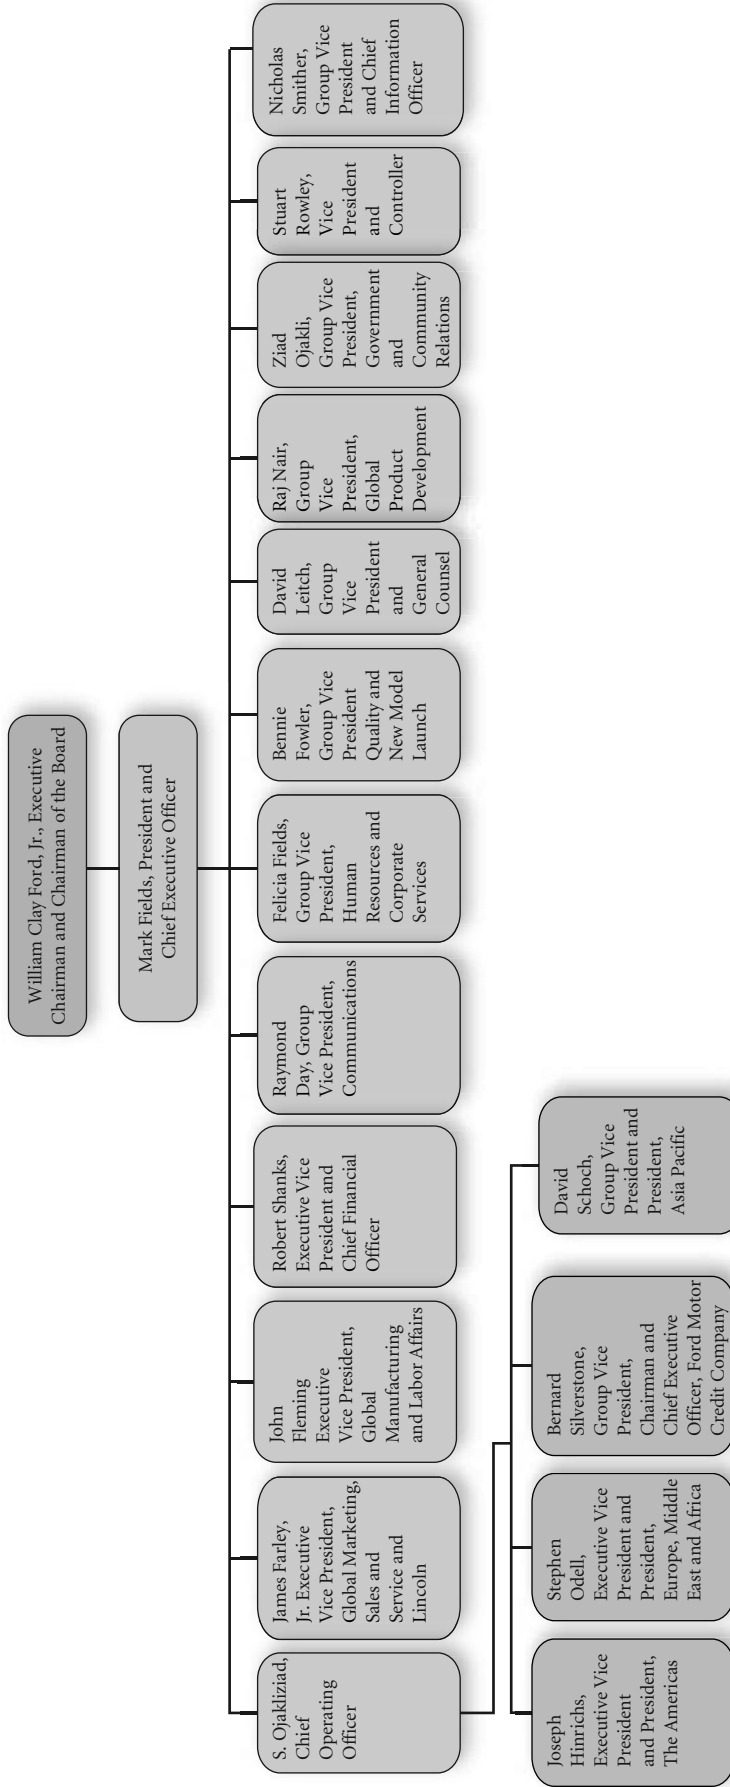 William Clay Ford, Jr., Executive
Chairman and Chairman of the Board
Mark Fields, President and
Chief Executive Officer
S. Ojakliziad,
Chief
Operating
Officer
James Farley,
Jr. Executive
Vice President,
Global Marketing,
Sales and
Service and
Lincoln
John
Fleming
Executive
Vice President,
Global
Manufacturing
and Labor Affairs
Robert Shanks,
Executive Vice
President and
Chief Financial
Officer
Raymond
Day, Group
Vice President,
Communications
Felicia Fields,
Group Vice
President,
Human
Resources and
Corporate
Services
Bennie
Fowler,
Group Vice
President
Quality and
New Model
Launch
David
Leitch,
Group
Vice
President
and
General
Counsel
Raj Nair,
Group
Vice
President,
Global
Product
Development
Ziad
Ojakli,
Group Vice
President,
Government
and
Community
Relations
Stuart
Rowley,
Vice
President
and
Controller
Nicholas
Smither,
Group Vice
President
and Chief
Information
Officer
Joseph
Hinrichs,
Executive Vice
President
and President,
The Americas
Stephen
Odell,
Executive Vice
President and
President,
Europe, Middle
East and Africa
Bernard
Silverstone,
Group Vice
President,
Chairman and
Chief Executive
Officer, Ford Motor
Credit Company
David
Schoch,
Group Vice
President and
President,
Asia Pacific